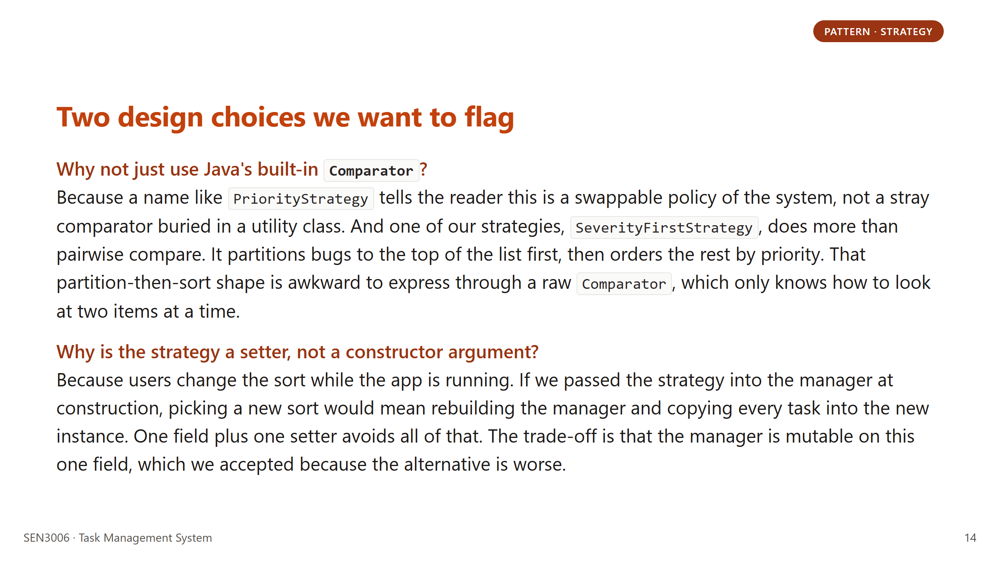 PATTERN · STRATEGY
Two design choices we want to flag
Why not just use Java's built-in Comparator?
Because a name like PriorityStrategy tells the reader this is a swappable policy of the system, not a stray
comparator buried in a utility class. And one of our strategies, SeverityFirstStrategy, does more than
pairwise compare. It partitions bugs to the top of the list first, then orders the rest by priority. That
partition-then-sort shape is awkward to express through a raw Comparator, which only knows how to look
at two items at a time.
Why is the strategy a setter, not a constructor argument?
Because users change the sort while the app is running. If we passed the strategy into the manager at
construction, picking a new sort would mean rebuilding the manager and copying every task into the new
instance. One field plus one setter avoids all of that. The trade-off is that the manager is mutable on this
one field, which we accepted because the alternative is worse.
SEN3006 · Task Management System
14